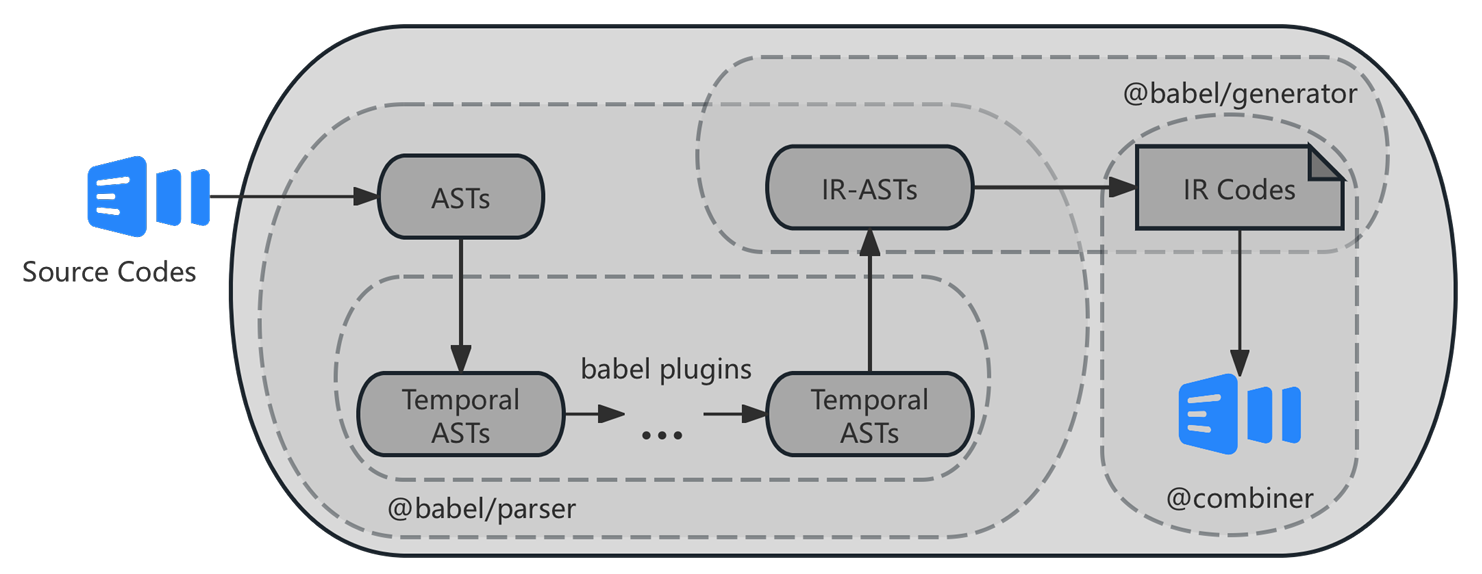 @babel/generator
ASTs
IR-ASTs
IR Codes
Source Codes
babel plugins
Temporal
ASTs
...
Temporal
ASTs
@combiner
@babel/parser